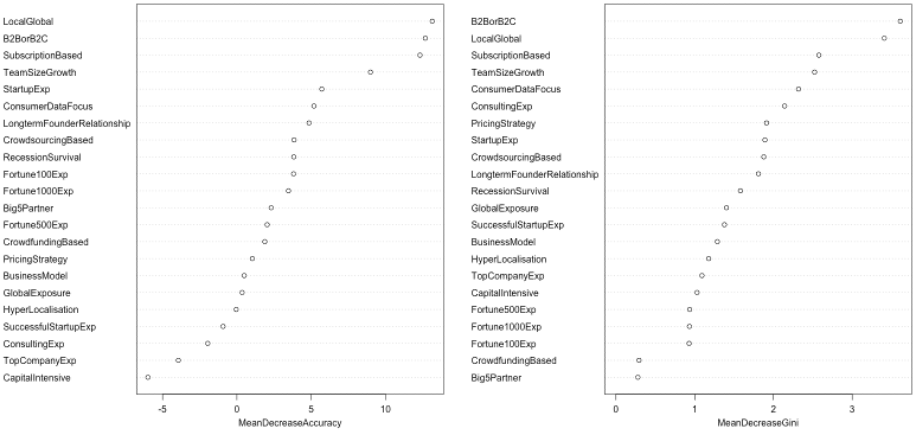 LocalGlobal
B2BorB2C
SubscriptionBased
TeamSizeGrowth
StartupExp
ConsumerDataFocus
LongtermFounderRelationship
CrowdsourcingBased
RecessionSurvival
Fortune100Exp
Fortune1000Exp
Big5Partner
Fortune500Exp
CrowdfundingBased
PricingStrategy
BusinessModel
GlobalExposure
HyperLocalisation
SuccessfulStartupExp
ConsultingExp
TopCompanyExp
CapitalIntensive
-5 0 5 10
MeanDecreaseAccuracy
B2BorB2C
LocalGlobal
SubscriptionBased
TeamSizeGrowth
ConsumerDataFocus
ConsultingExp
PricingStrategy
StartupExp
CrowdsourcingBased
LongtermFounderRelationship
RecessionSurvival
GlobalExposure
SuccessfulStartupExp
BusinessModel
HyperLocalisation
TopCompanyExp
CapitalIntensive
Fortune500Exp
Fortune1000Exp
Fortune100Exp
CrowdfundingBased
Big5Partner
0 1 2 3
MeanDecreaseGini